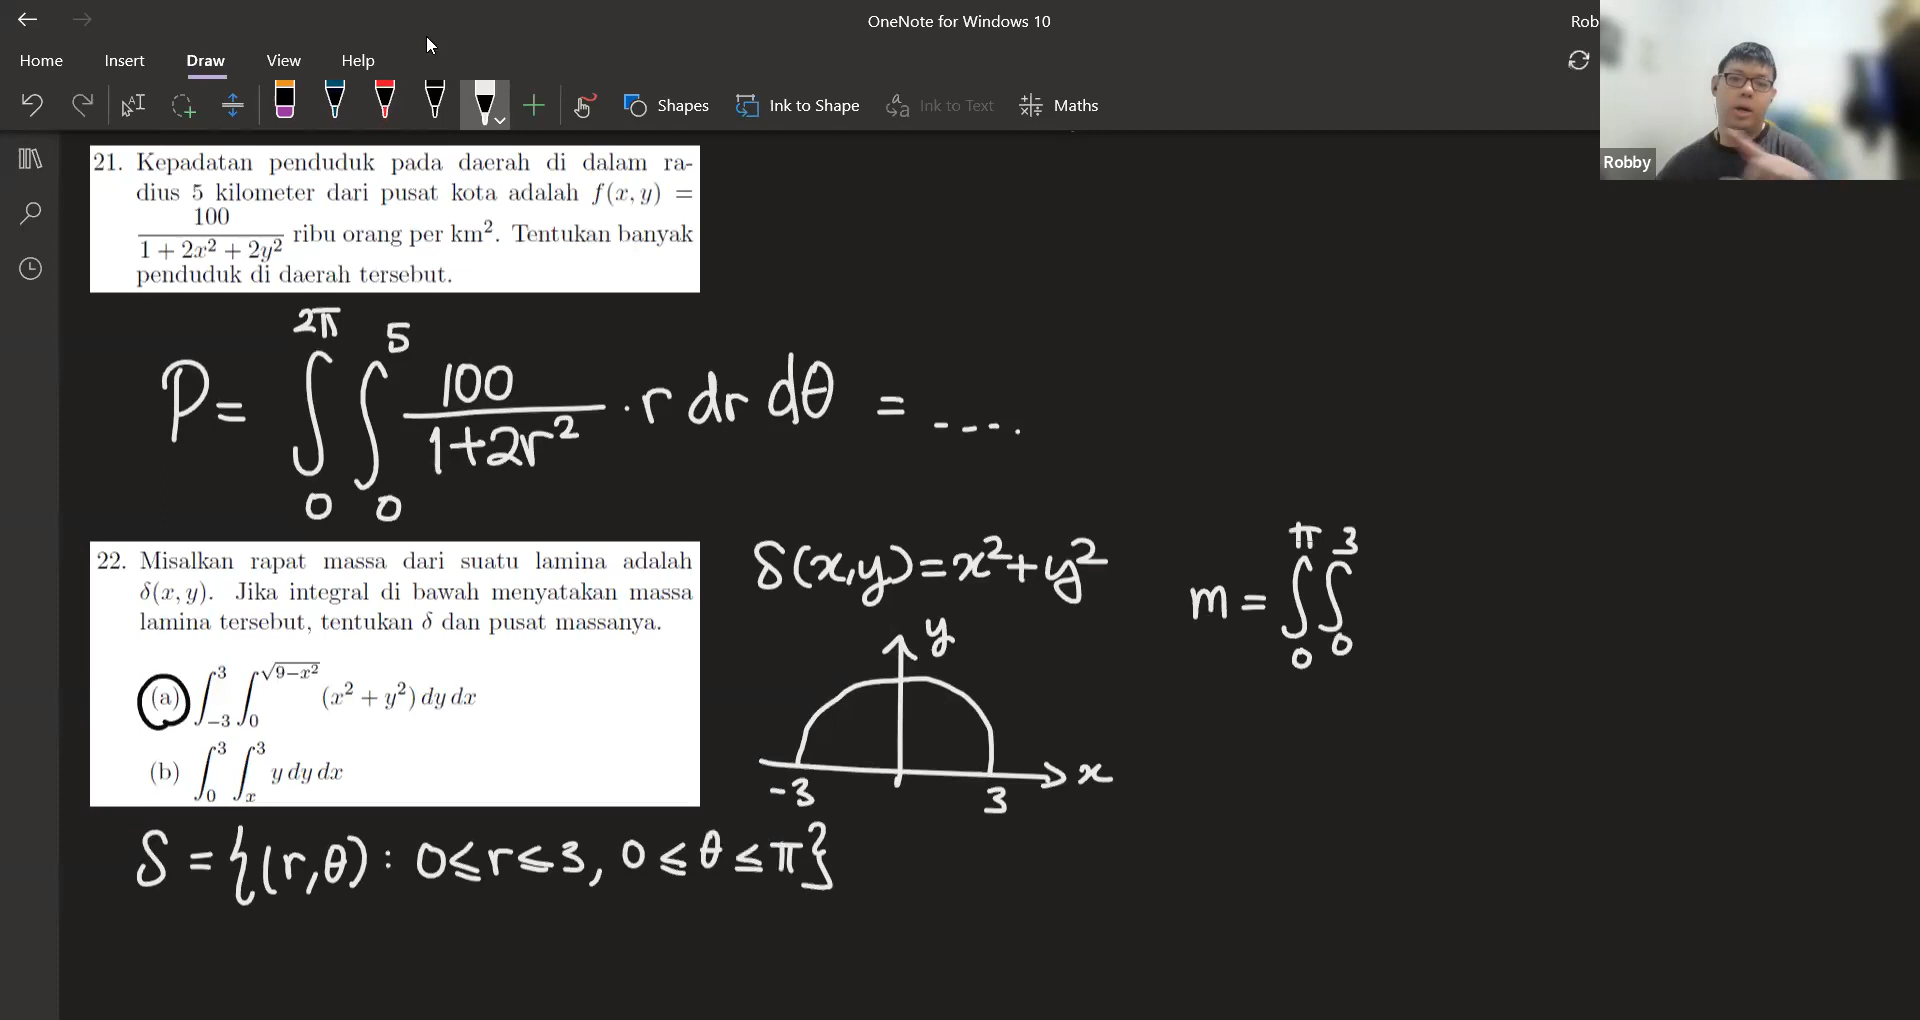 OneNote for Windows 10
Rob
Home Insert Draw View Help
Shapes Ink to Shape Ink to Text Maths
Robby
21. Kepadatan penduduk pada daerah di dalam ra-
dius 5 kilometer dari pusat kota adalah f(x, y) =
100/(1 + 2x² + 2y²) ribu orang per km². Tentukan banyak
penduduk di daerah tersebut.
P = ∫₀^{2π} ∫₀^5 100/(1+2r²) · r dr dθ = ....
22. Misalkan rapat massa dari suatu lamina adalah
δ(x, y). Jika integral di bawah menyatakan massa
lamina tersebut, tentukan δ dan pusat massanya.
(a) ∫_{-3}^{3} ∫_0^{√(9−x²)} (x² + y²) dy dx
(b) ∫_0^3 ∫_x^3 y dy dx
δ(x,y) = x² + y²
y
x
-3 3
m = ∫₀^π ∫₀^3
S = {(r,θ) : 0 ≤ r ≤ 3, 0 ≤ θ ≤ π}